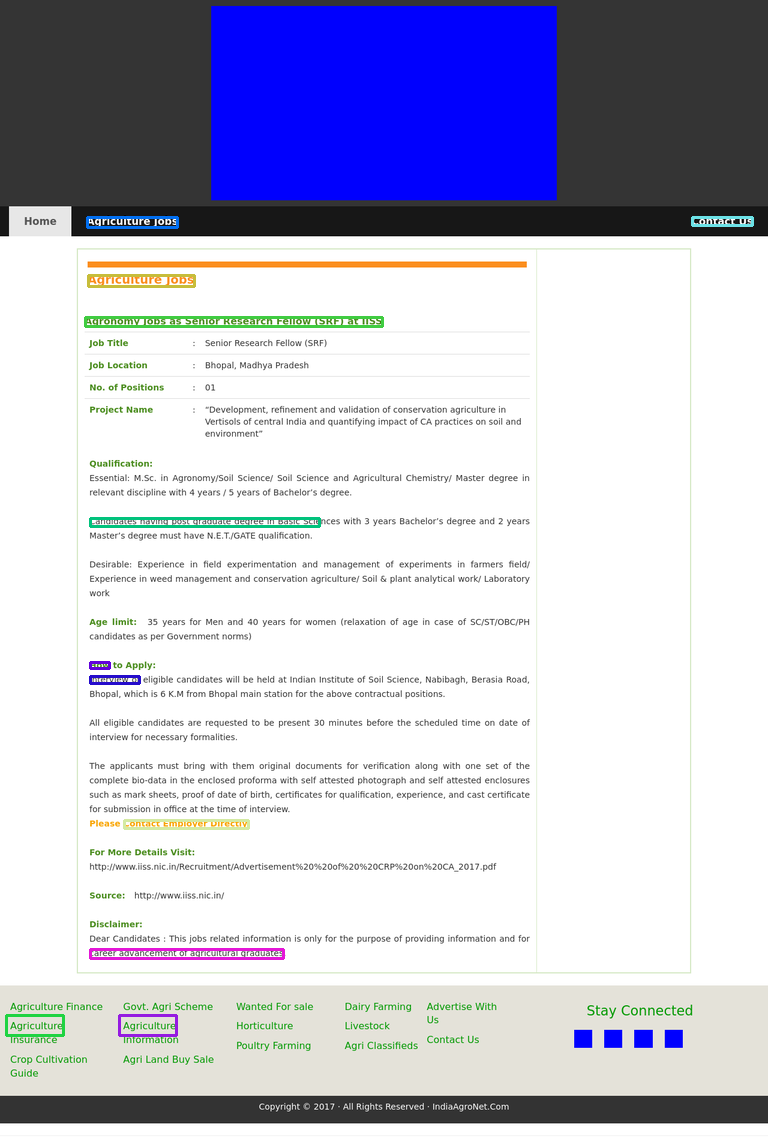 Home Agriculture Jobs Contact Us
Agriculture Jobs
Agronomy Jobs as Senior Research Fellow (SRF) at IISS
Job Title : Senior Research Fellow (SRF)
Job Location : Bhopal, Madhya Pradesh
No. of Positions : 01
Project Name : “Development, refinement and validation of conservation agriculture in
Vertisols of central India and quantifying impact of CA practices on soil and
environment”
Qualification:
Essential: M.Sc. in Agronomy/Soil Science/ Soil Science and Agricultural Chemistry/ Master degree in
relevant discipline with 4 years / 5 years of Bachelor’s degree.
Candidates having post graduate degree in Basic Sciences with 3 years Bachelor’s degree and 2 years
Master’s degree must have N.E.T./GATE qualification.
Desirable: Experience in field experimentation and management of experiments in farmers field/
Experience in weed management and conservation agriculture/ Soil & plant analytical work/ Laboratory
work
Age limit: 35 years for Men and 40 years for women (relaxation of age in case of SC/ST/OBC/PH
candidates as per Government norms)
How to Apply:
Interview of eligible candidates will be held at Indian Institute of Soil Science, Nabibagh, Berasia Road,
Bhopal, which is 6 K.M from Bhopal main station for the above contractual positions.
All eligible candidates are requested to be present 30 minutes before the scheduled time on date of
interview for necessary formalities.
The applicants must bring with them original documents for verification along with one set of the
complete bio-data in the enclosed proforma with self attested photograph and self attested enclosures
such as mark sheets, proof of date of birth, certificates for qualification, experience, and cast certificate
for submission in office at the time of interview.
Please Contact Employer Directly
For More Details Visit:
http://www.iiss.nic.in/Recruitment/Advertisement%20%20of%20%20CRP%20on%20CA_2017.pdf
Source: http://www.iiss.nic.in/
Disclaimer:
Dear Candidates : This jobs related information is only for the purpose of providing information and for
career advancement of agricultural graduates
Agriculture Finance
Agriculture
Insurance
Crop Cultivation
Guide
Govt. Agri Scheme
Agriculture
Information
Agri Land Buy Sale
Wanted For sale
Horticulture
Poultry Farming
Dairy Farming
Livestock
Agri Classifieds
Advertise With
Us
Contact Us
Stay Connected
Copyright © 2017 · All Rights Reserved · IndiaAgroNet.Com